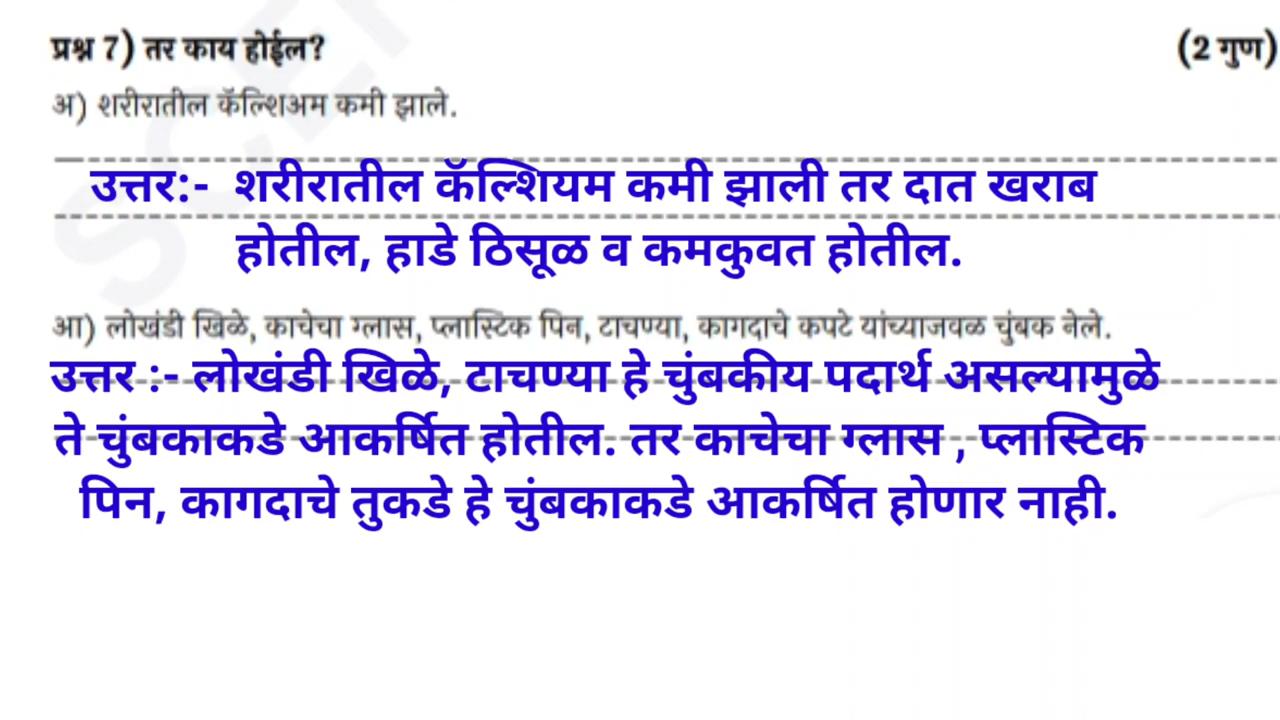 प्रश्न 7) तर काय होईल?
(2 गुण)
अ) शरीरातील कॅल्शिअम कमी झाले.
उत्तर:- शरीरातील कॅल्शियम कमी झाली तर दात खराब
होतील, हाडे ठिसूळ व कमकुवत होतील.
आ) लोखंडी खिळे, काचेचा ग्लास, प्लास्टिक पिन, टाचण्या, कागदाचे कपटे यांच्याजवळ चुंबक नेले.
उत्तर :- लोखंडी खिळे, टाचण्या हे चुंबकीय पदार्थ असल्यामुळे
ते चुंबकाकडे आकर्षित होतील. तर काचेचा ग्लास , प्लास्टिक
पिन, कागदाचे तुकडे हे चुंबकाकडे आकर्षित होणार नाही.